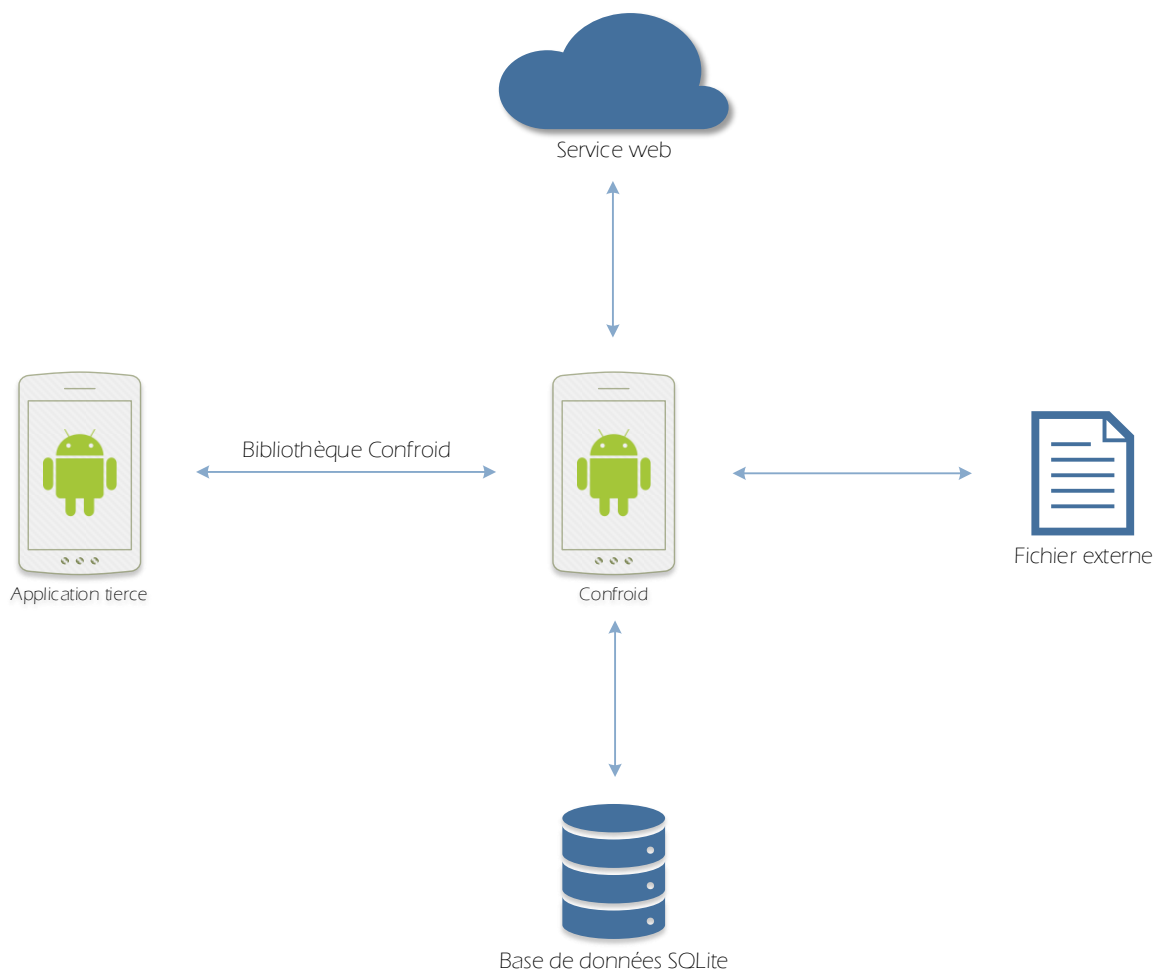 Service web
Bibliothèque Confroid
Application tierce
Confroid
Fichier externe
Base de données SQLite